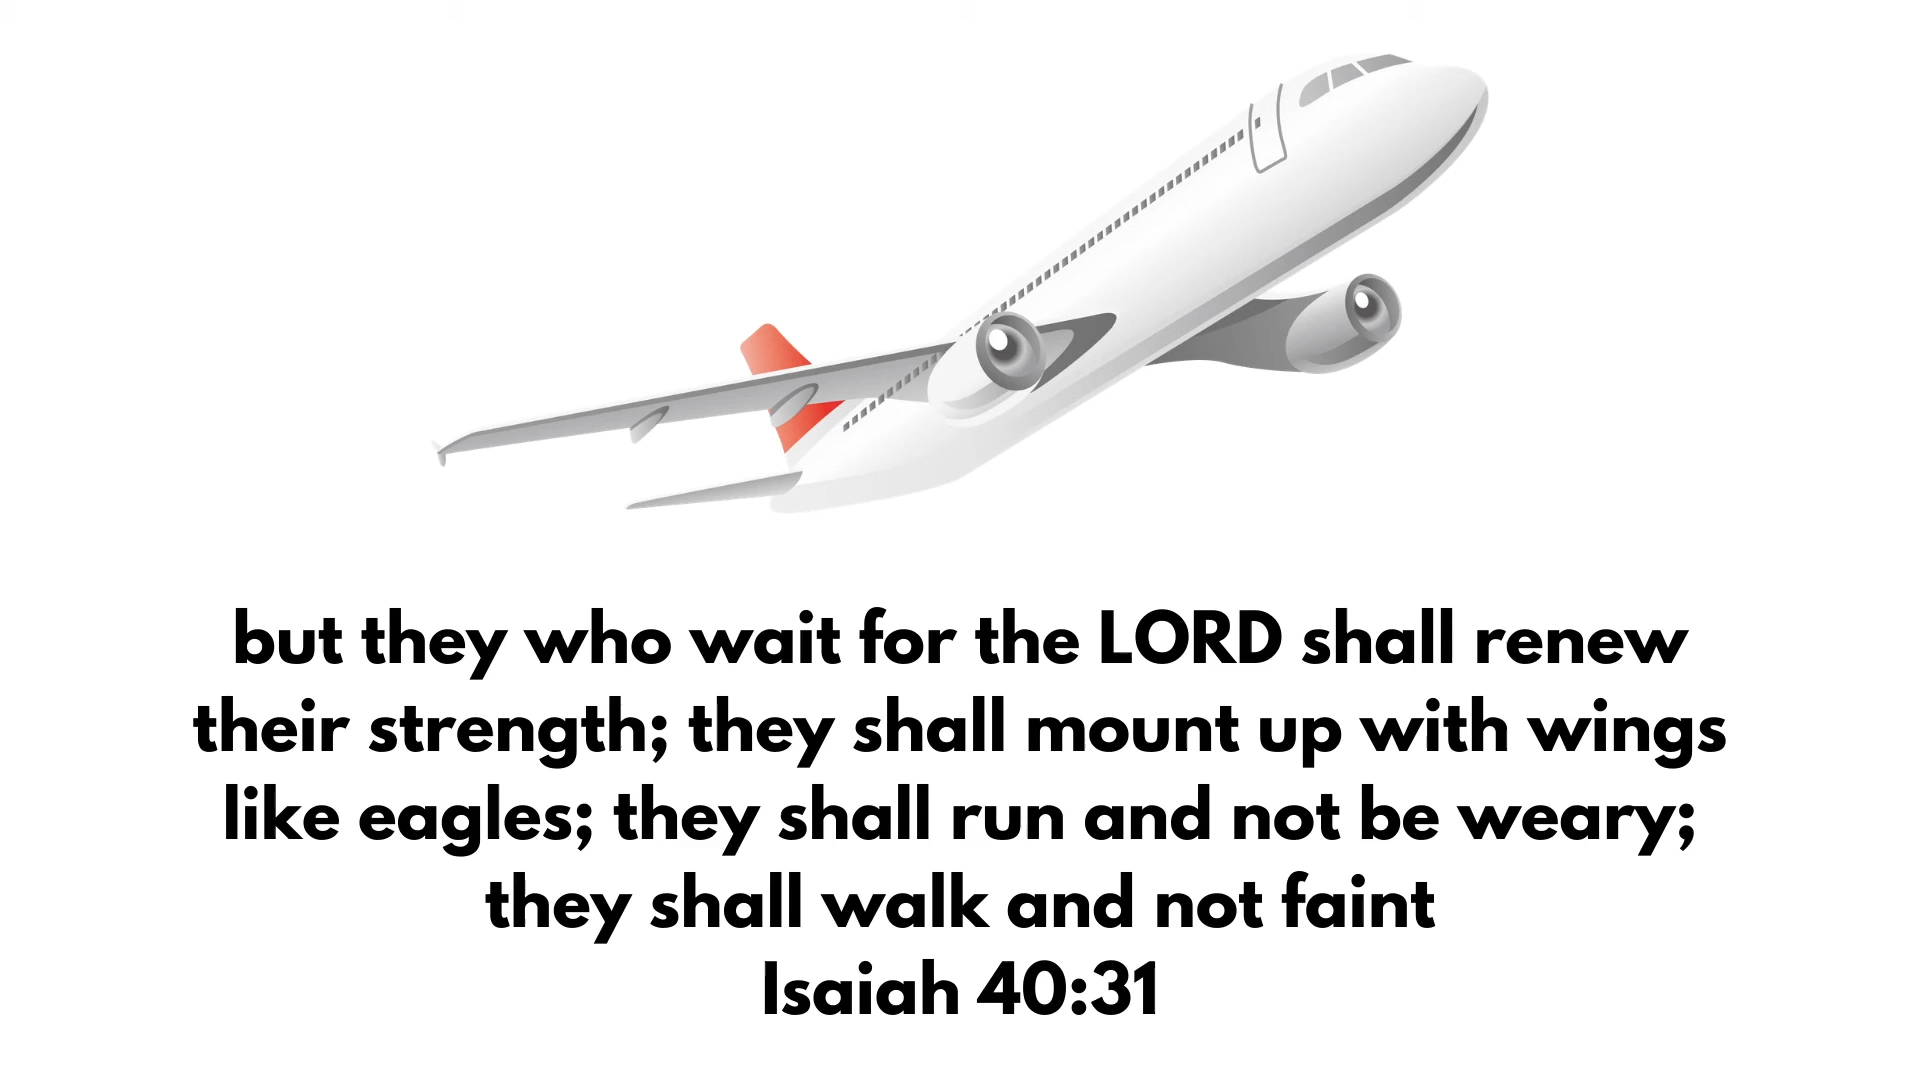 but they who wait for the LORD shall renew
their strength; they shall mount up with wings
like eagles; they shall run and not be weary;
they shall walk and not faint
Isaiah 40:31